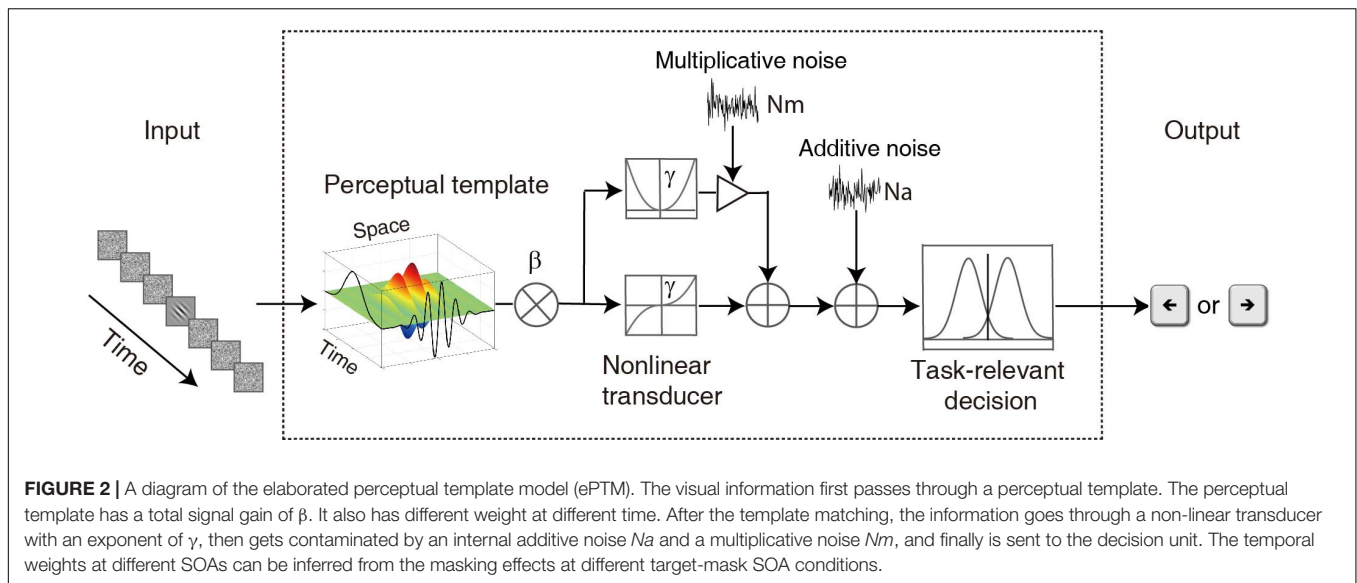 Multiplicative noise
Nm
Input
Output
Additive noise
Na
Perceptual template
γ
Space
β
γ
← or →
Time
Time
Nonlinear
transducer
Task-relevant
decision
FIGURE 2 | A diagram of the elaborated perceptual template model (ePTM). The visual information first passes through a perceptual template. The perceptual
template has a total signal gain of β. It also has different weight at different time. After the template matching, the information goes through a non-linear transducer
with an exponent of γ, then gets contaminated by an internal additive noise Na and a multiplicative noise Nm, and finally is sent to the decision unit. The temporal
weights at different SOAs can be inferred from the masking effects at different target-mask SOA conditions.